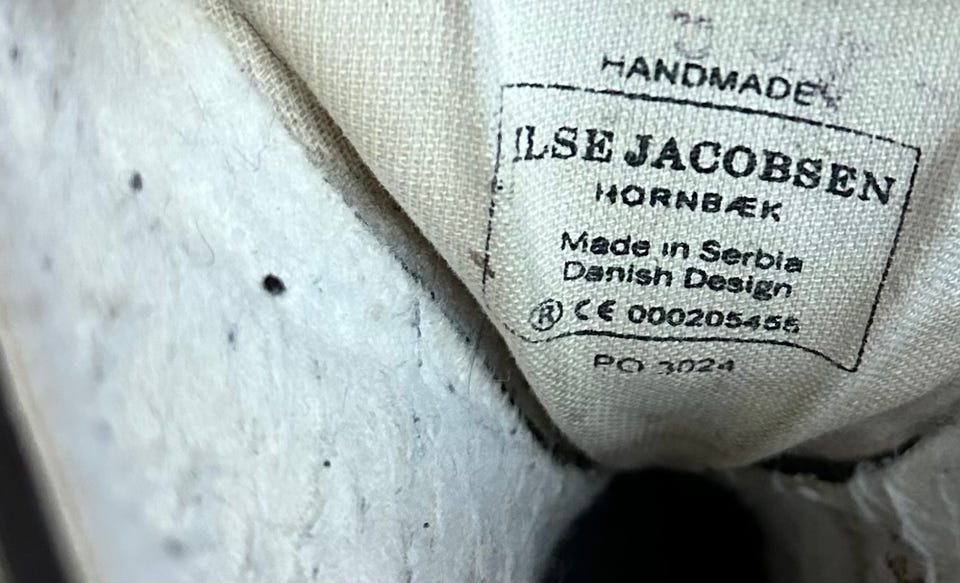 HANDMADE
ILSE JACOBSEN
HORNBÆK
Made in Serbia
Danish Design
® CE 000205456
PO 3024